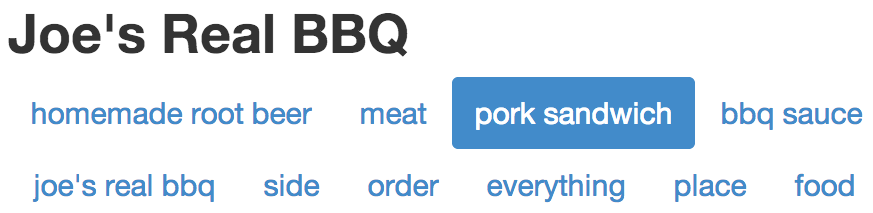 Joe's Real BBQ
homemade root beer meat pork sandwich bbq sauce
joe's real bbq side order everything place food